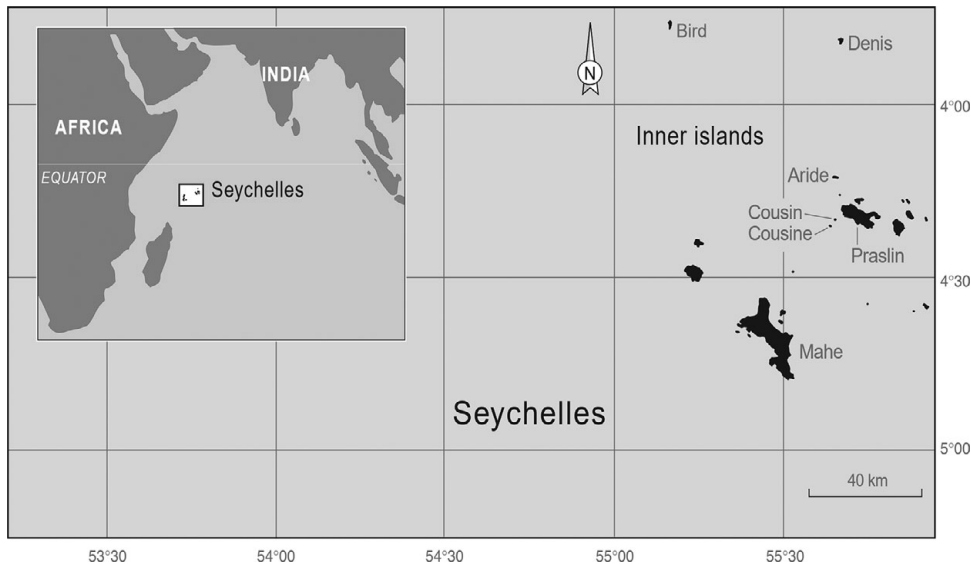 INDIA
AFRICA
EQUATOR
Seychelles
N
Bird
Denis
4°00
Inner islands
Aride
Cousin
Cousine
Praslin
4°30
Mahe
Seychelles
5°00
40 km
53°30
54°00
54°30
55°00
55°30